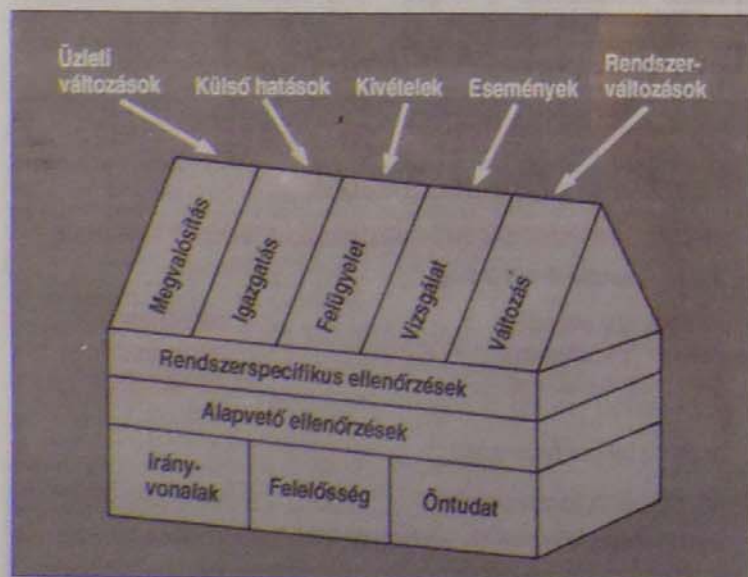 Üzleti
változások
Külső hatások
Kivételek
Események
Rendszer-
változások
Megvalósítás
Igazgatás
Felügyelet
Vizsgálat
Változás
Rendszerspecifikus ellenőrzések
Alapvető ellenőrzések
Irány-
vonalak
Felelősség
Öntudat